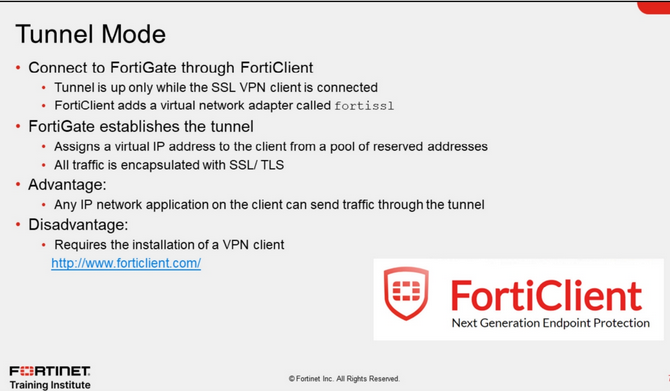 Tunnel Mode
• Connect to FortiGate through FortiClient
• Tunnel is up only while the SSL VPN client is connected
• FortiClient adds a virtual network adapter called fortissl
• FortiGate establishes the tunnel
• Assigns a virtual IP address to the client from a pool of reserved addresses
• All traffic is encapsulated with SSL/ TLS
• Advantage:
• Any IP network application on the client can send traffic through the tunnel
• Disadvantage:
• Requires the installation of a VPN client
http://www.forticlient.com/
FortiClient
Next Generation Endpoint Protection
FORTINET
Training Institute
© Fortinet Inc. All Rights Reserved.